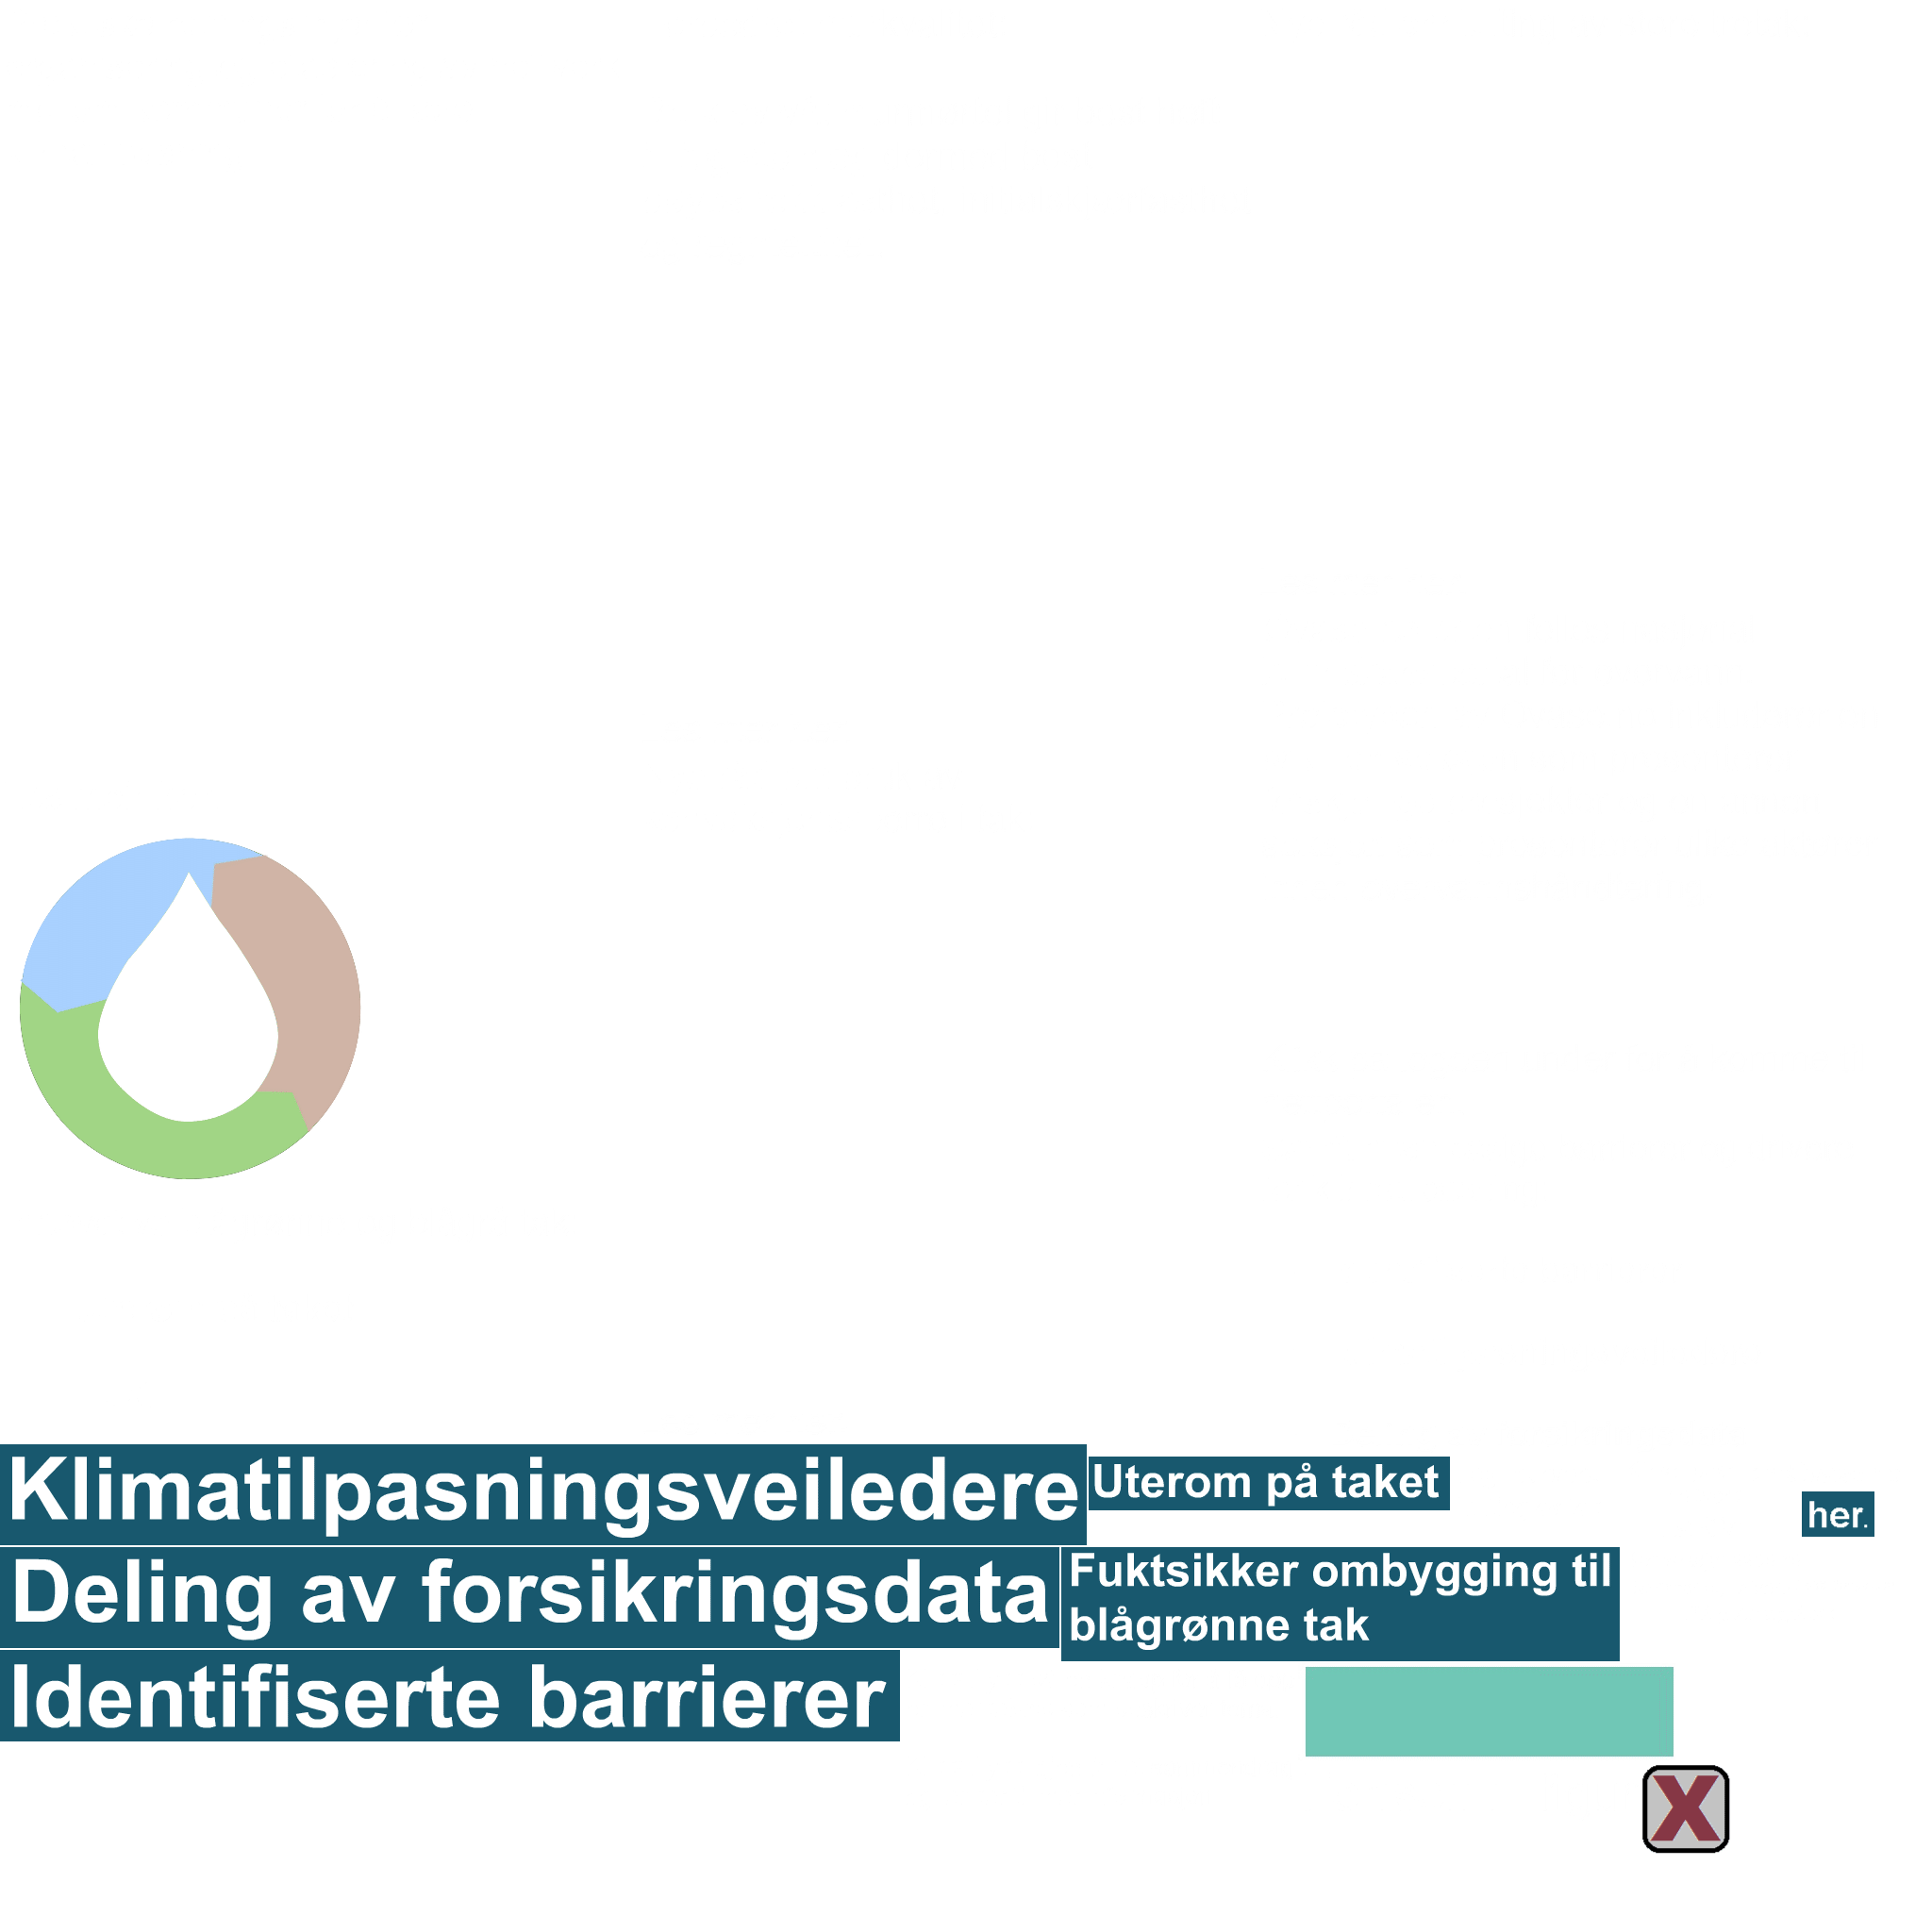 Klimatilpasningsveiledere
Uterom på taket
her.
Deling av forsikringsdata
Fuktsikker ombygging til
blågrønne tak
Identifiserte barrierer
X